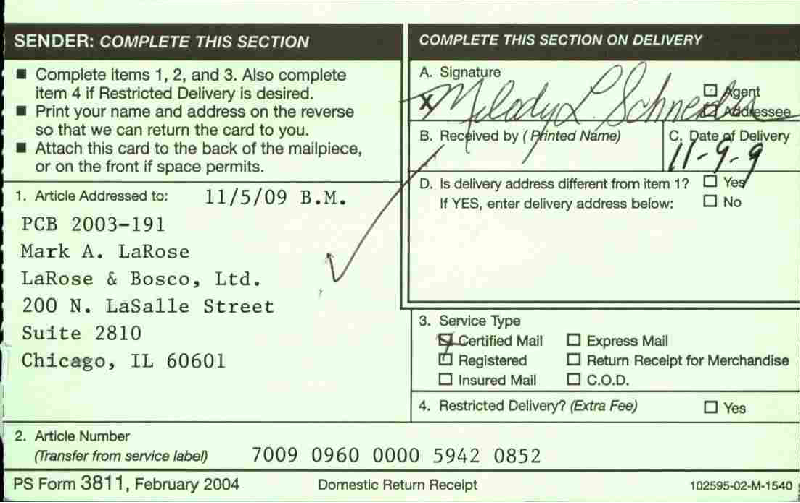 SENDER: COMPLETE THIS SECTION
■ Complete items 1, 2, and 3. Also complete
item 4 if Restricted Delivery is desired.
■ Print your name and address on the reverse
so that we can return the card to you.
■ Attach this card to the back of the mailpiece,
or on the front if space permits.
1. Article Addressed to: 11/5/09 B.M.
PCB 2003-191
Mark A. LaRose
LaRose & Bosco, Ltd.
200 N. LaSalle Street
Suite 2810
Chicago, IL 60601
COMPLETE THIS SECTION ON DELIVERY
A. Signature
X Melody L. Schneider
☐ Agent
☐ Addressee
B. Received by (Printed Name)
C. Date of Delivery
11-9-9
D. Is delivery address different from item 1? ☐ Yes
If YES, enter delivery address below: ☐ No
3. Service Type
☑ Certified Mail ☐ Express Mail
☐ Registered ☐ Return Receipt for Merchandise
☐ Insured Mail ☐ C.O.D.
4. Restricted Delivery? (Extra Fee) ☐ Yes
2. Article Number
(Transfer from service label) 7009 0960 0000 5942 0852
PS Form 3811, February 2004 Domestic Return Receipt 102595-02-M-1540